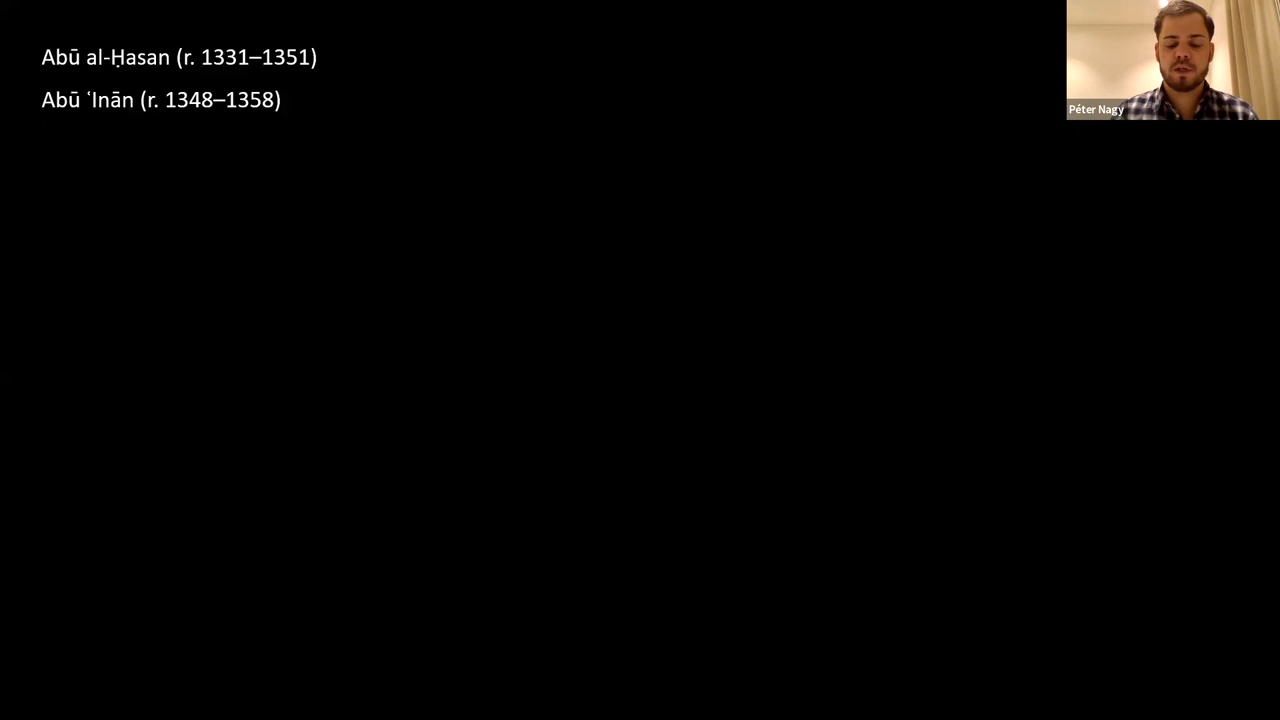 Abū al-Ḥasan (r. 1331–1351)
Abū ʿInān (r. 1348–1358)
Péter Nagy